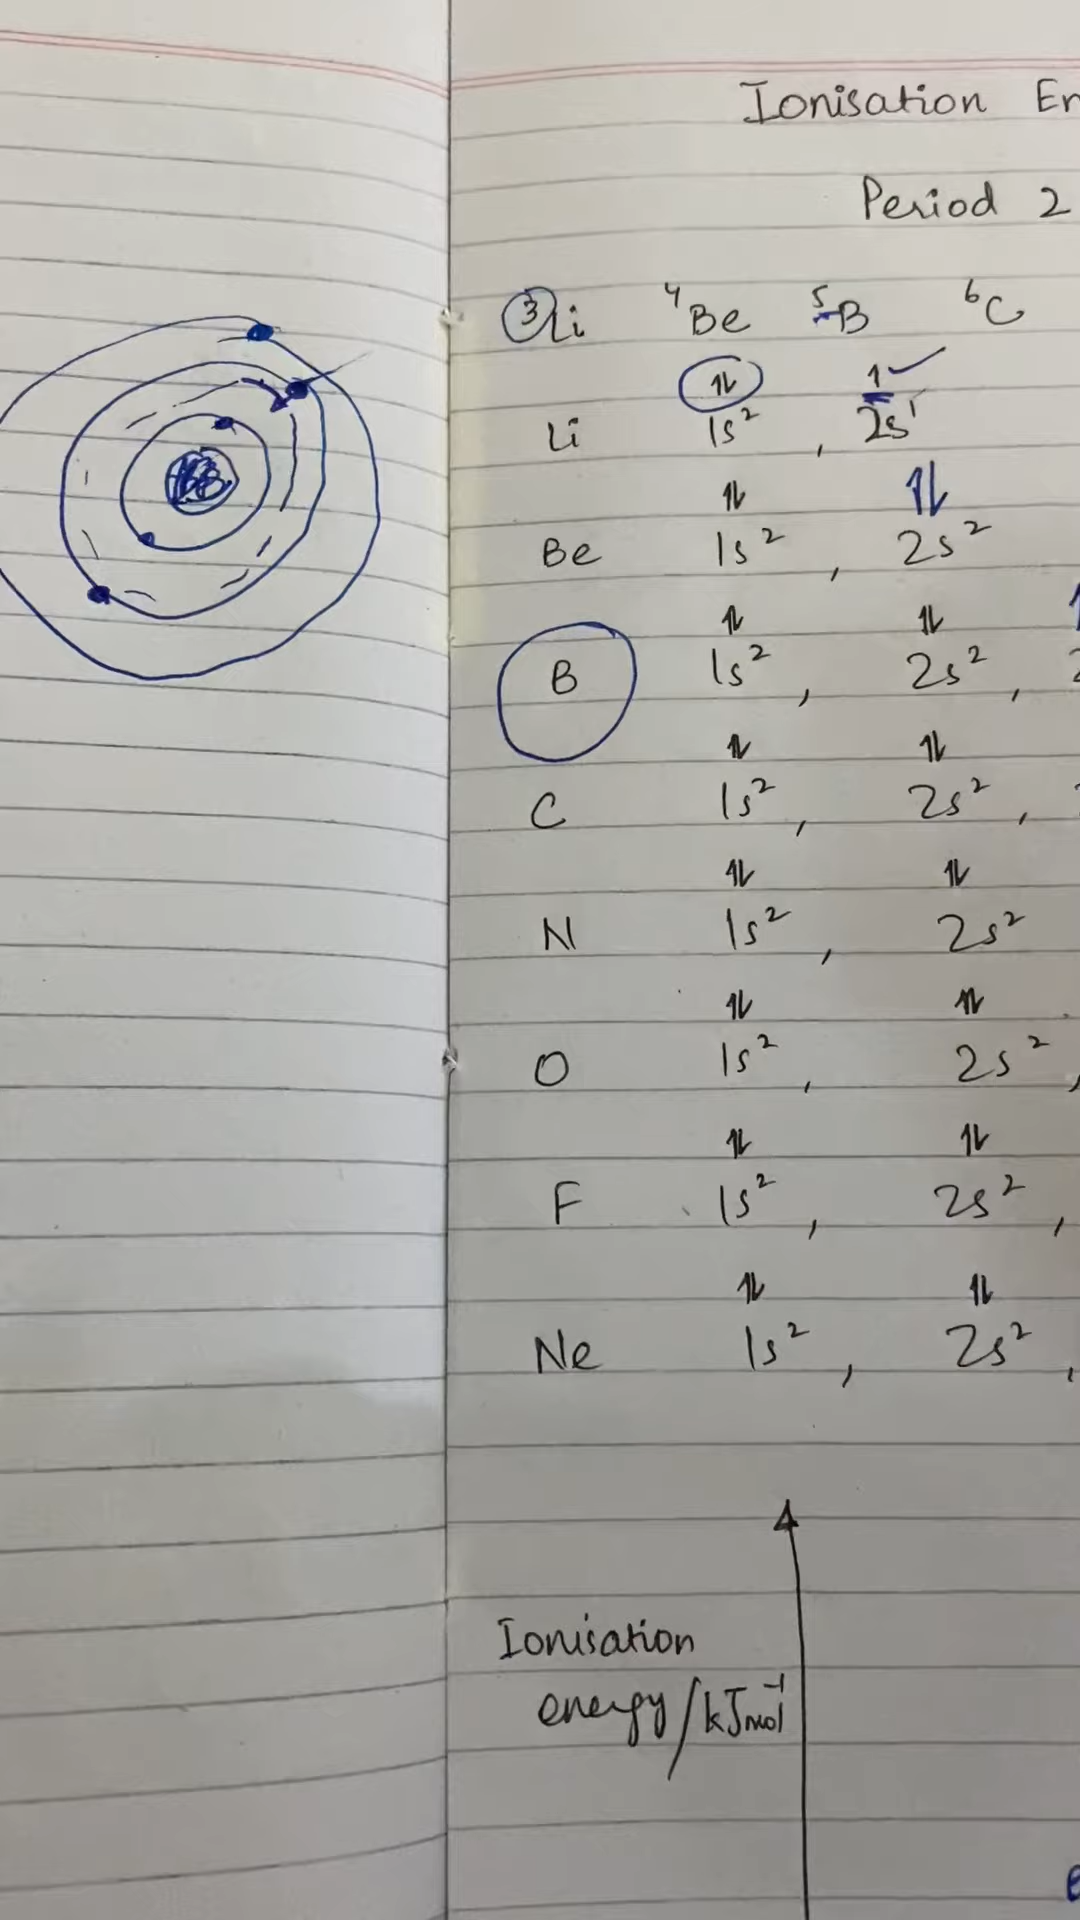 Ionisation En
Period 2
³Li ⁴Be ⁵B ⁶C
⥮ 1
Li 1s², 2s¹
⥮ ⥮
Be 1s², 2s²
⥮ ⥮
B 1s², 2s²,
⥮ ⥮
C 1s², 2s²,
⥮ ⥮
N 1s², 2s²
⥮ ⥮
O 1s², 2s²,
⥮ ⥮
F 1s², 2s²,
⥮ ⥮
Ne 1s², 2s²,
Ionisation
energy/kJmol⁻¹